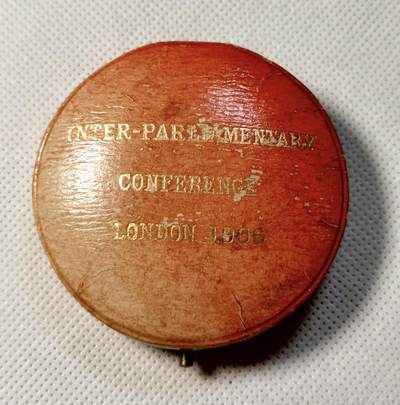 INTER-PARLIAMENTARY
CONFERENCE
LONDON 1906